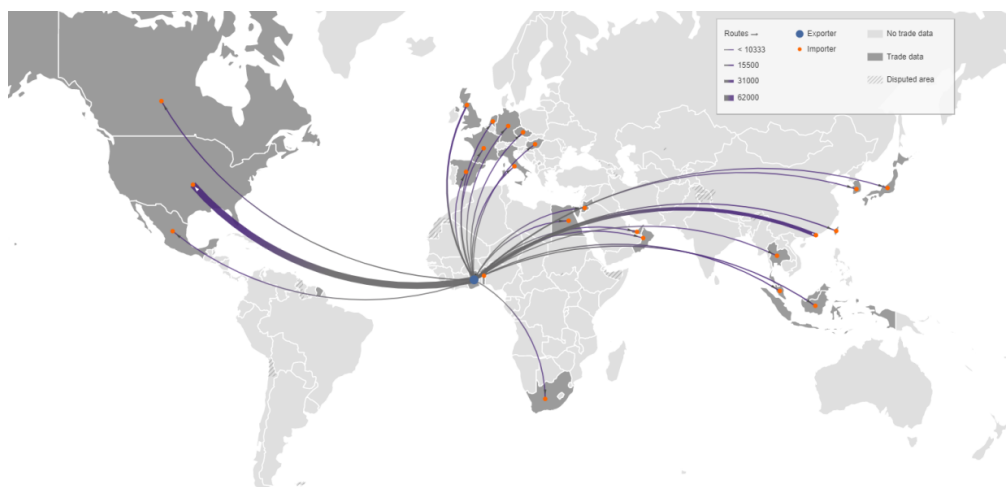 Routes →
< 10333
15500
31000
62000
Exporter
Importer
No trade data
Trade data
Disputed area